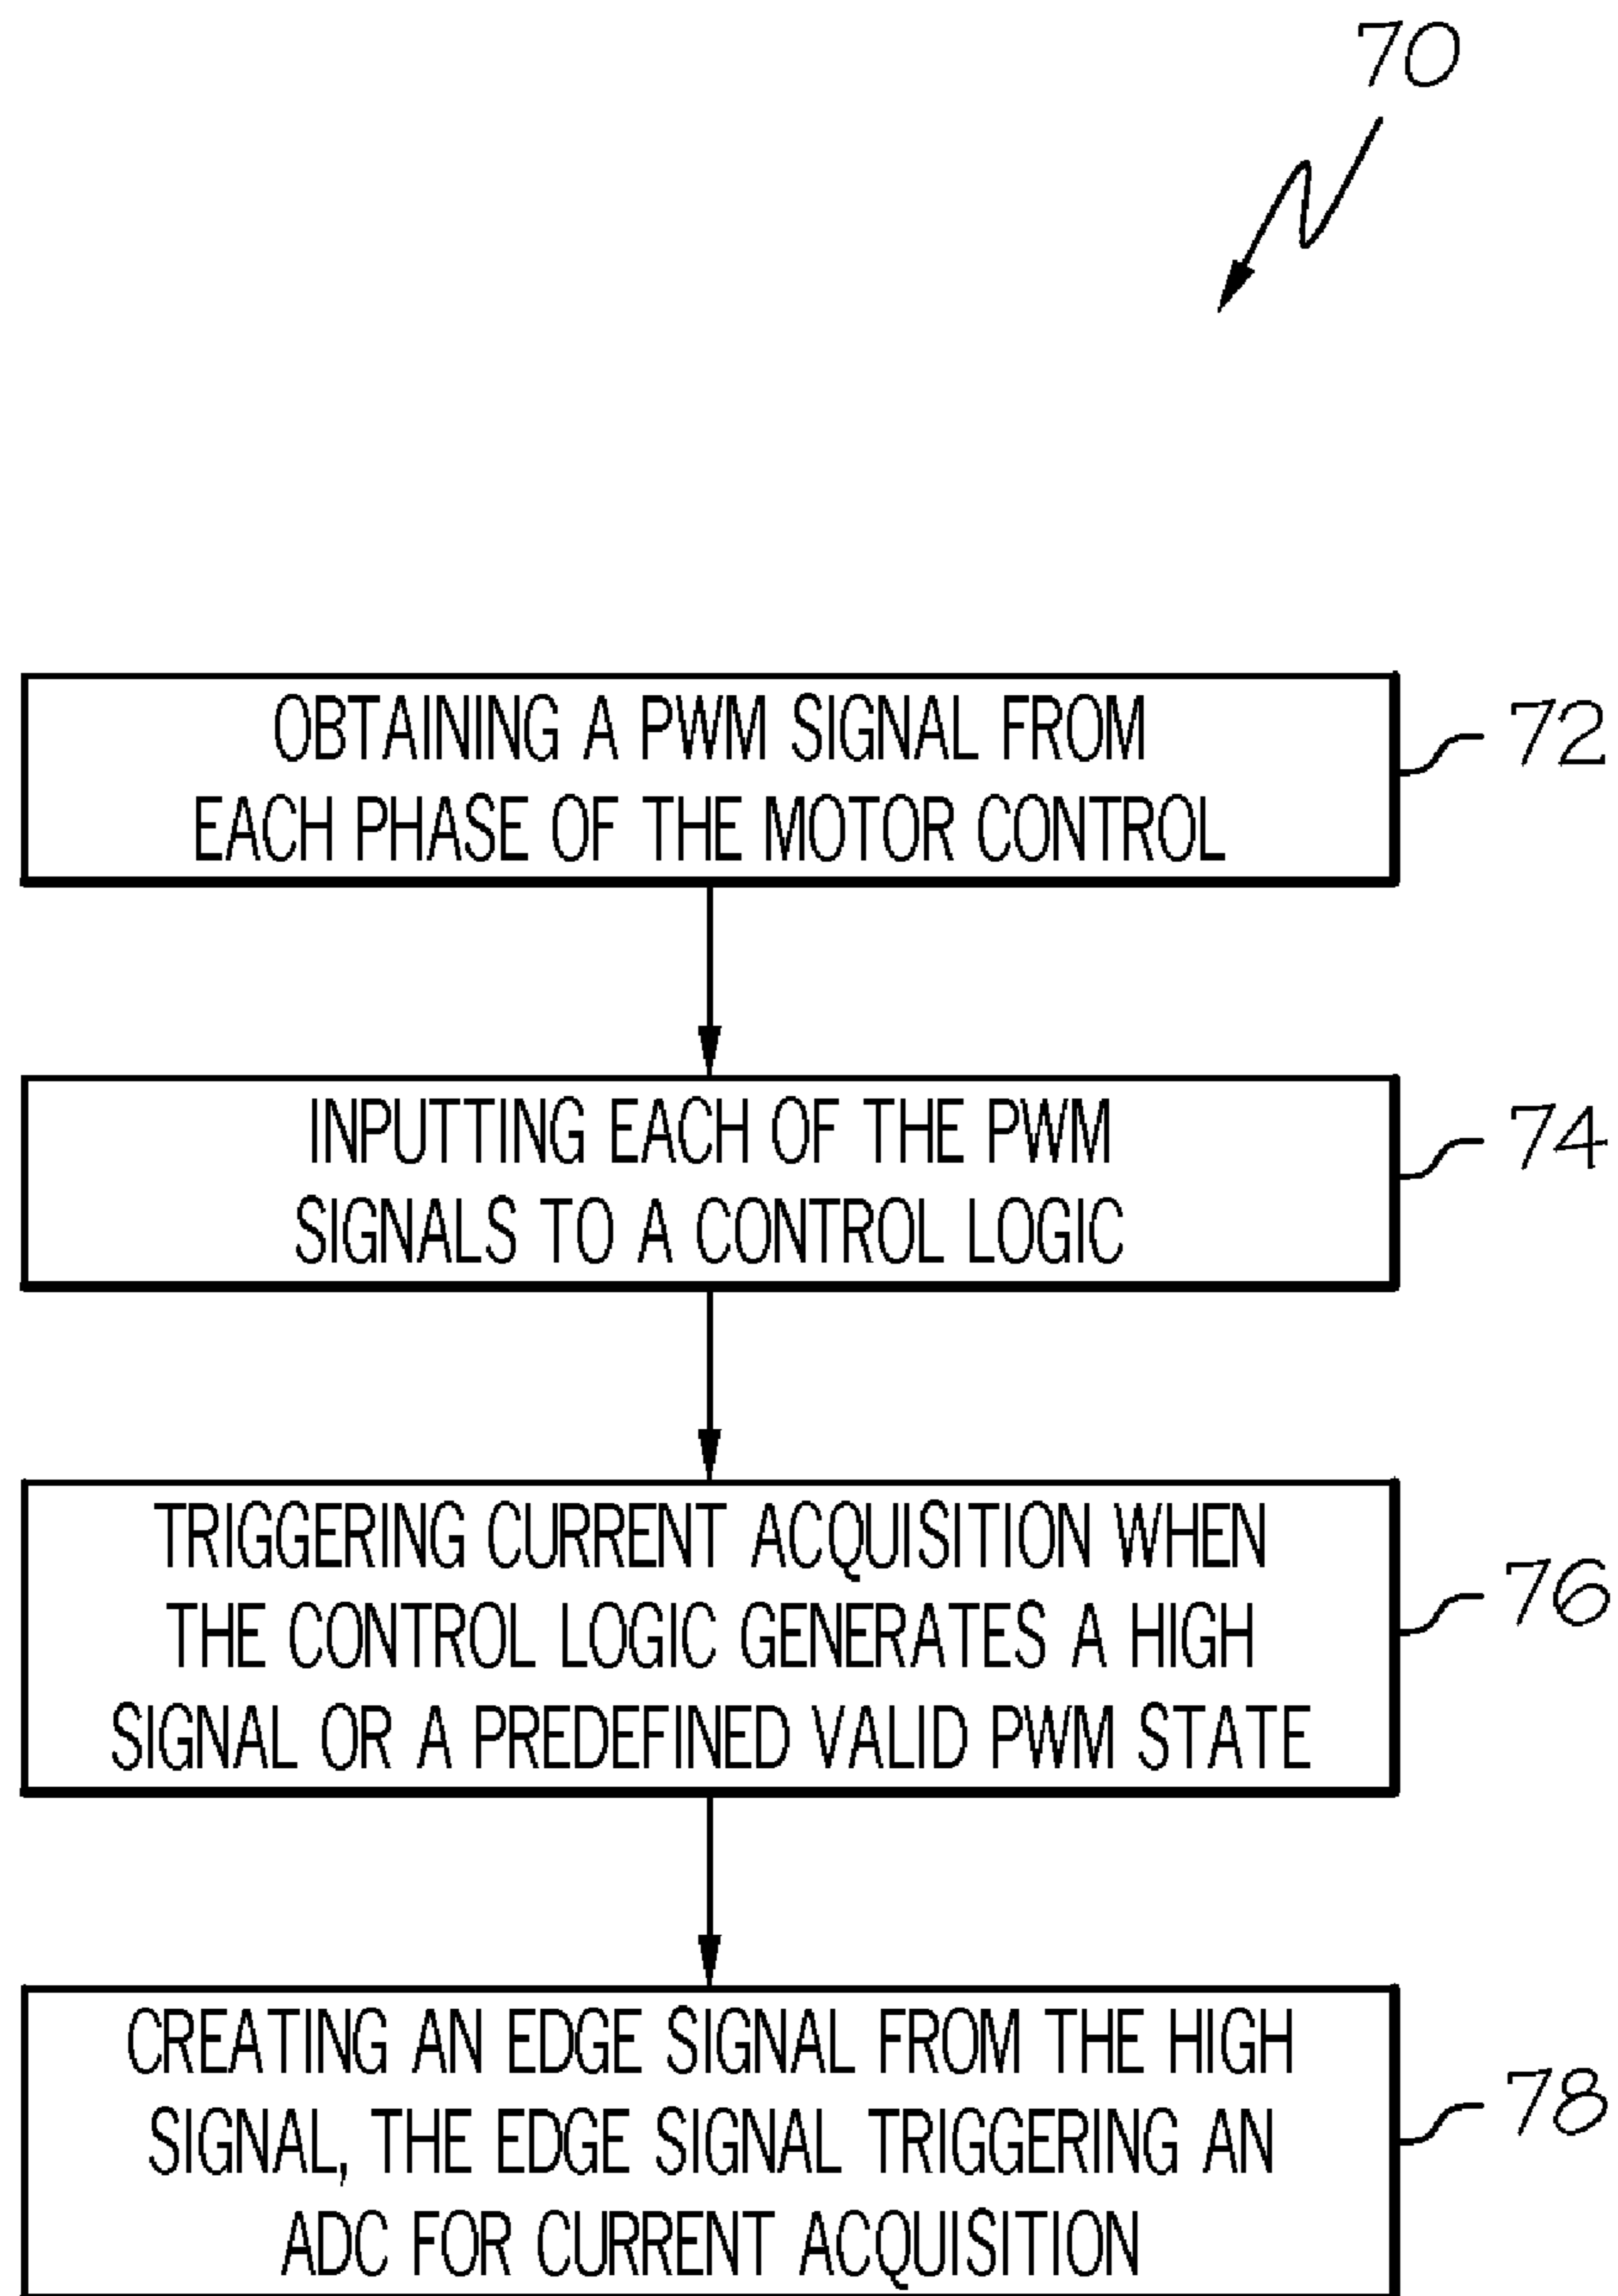 70
OBTAINING A PWM SIGNAL FROM
EACH PHASE OF THE MOTOR CONTROL
72
INPUTTING EACH OF THE PWM
SIGNALS TO A CONTROL LOGIC
74
TRIGGERING CURRENT ACQUISITION WHEN
THE CONTROL LOGIC GENERATES A HIGH
SIGNAL OR A PREDEFINED VALID PWM STATE
76
CREATING AN EDGE SIGNAL FROM THE HIGH
SIGNAL, THE EDGE SIGNAL TRIGGERING AN
ADC FOR CURRENT ACQUISITION
78